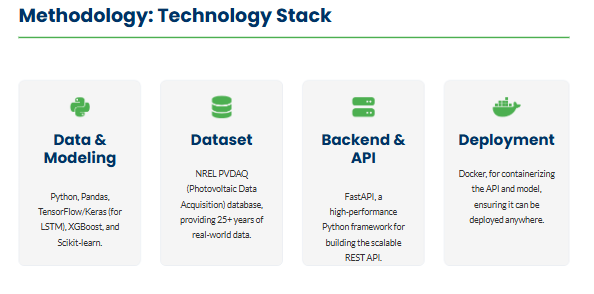 Methodology: Technology Stack
Data &
Modeling
Python, Pandas,
TensorFlow/Keras (for
LSTM), XGBoost, and
Scikit-learn.
Dataset
NREL PVDAQ
(Photovoltaic Data
Acquisition) database,
providing 25+ years of
real-world data.
Backend &
API
FastAPI, a
high-performance
Python framework for
building the scalable
REST API.
Deployment
Docker, for containerizing
the API and model,
ensuring it can be
deployed anywhere.